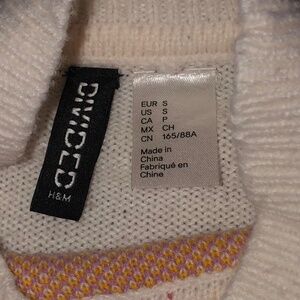 DIVIDED
H&M
EUR S
US S
CA P
MX CH
CN 165/88A
Made in
China
Fabriqué en
Chine